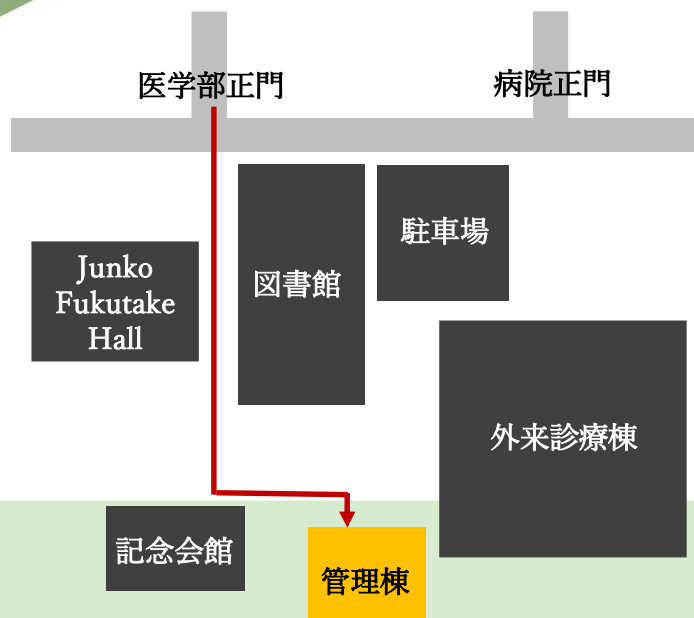 医学部正門
病院正門
駐車場
Junko
Fukutake
Hall
図書館
外来診療棟
記念会館
管理棟